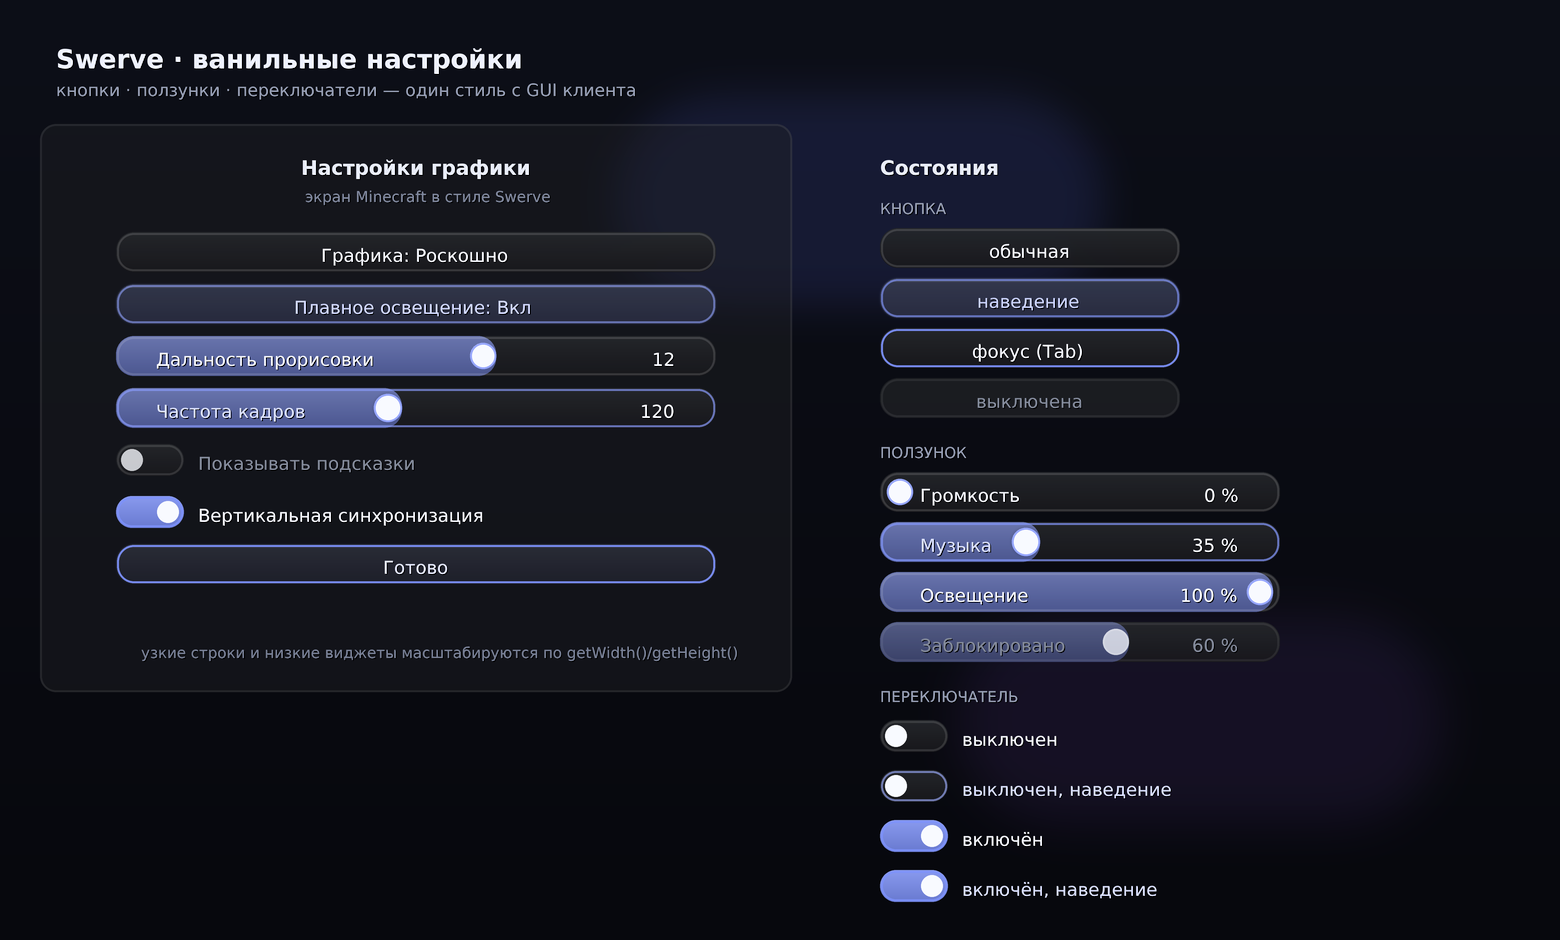 Swerve · ванильные настройки
кнопки · ползунки · переключатели — один стиль с GUI клиента
Настройки графики
экран Minecraft в стиле Swerve
Графика: Роскошно
Плавное освещение: Вкл
Дальность прорисовки 12
Частота кадров 120
Показывать подсказки
Вертикальная синхронизация
Готово
узкие строки и низкие виджеты масштабируются по getWidth()/getHeight()
Состояния
КНОПКА
обычная
наведение
фокус (Tab)
выключена
ПОЛЗУНОК
Громкость 0 %
Музыка 35 %
Освещение 100 %
Заблокировано 60 %
ПЕРЕКЛЮЧАТЕЛЬ
выключен
выключен, наведение
включён
включён, наведение